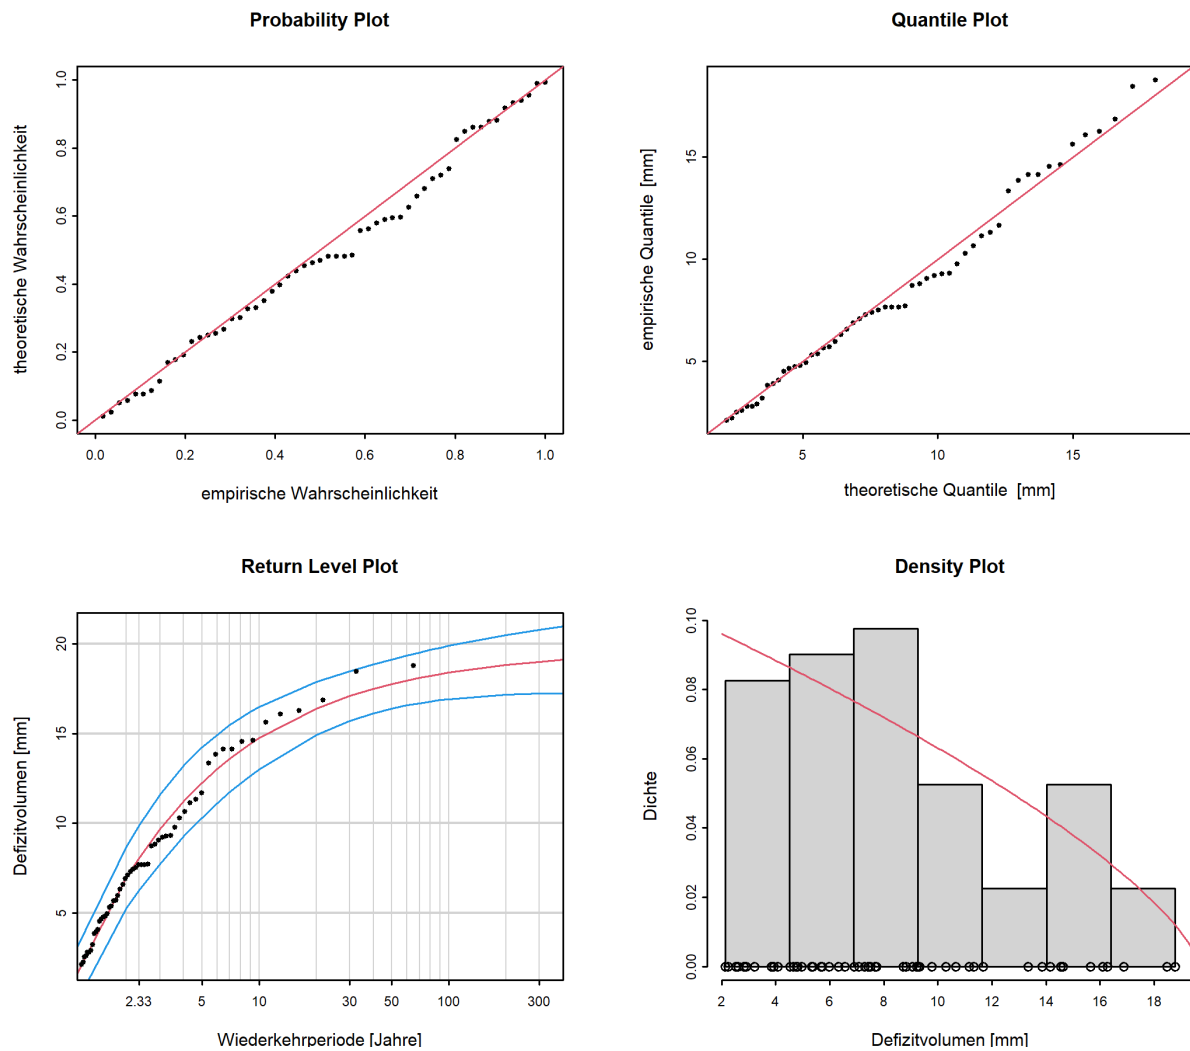 Probability Plot
theoretische Wahrscheinlichkeit
0.0 0.2 0.4 0.6 0.8 1.0
0.0 0.2 0.4 0.6 0.8 1.0
empirische Wahrscheinlichkeit
Quantile Plot
empirische Quantile [mm]
5 10 15
5 10 15
theoretische Quantile [mm]
Return Level Plot
Defizitvolumen [mm]
5 10 15 20
2.33 5 10 30 50 100 300
Wiederkehrperiode [Jahre]
Density Plot
Dichte
0.00 0.02 0.04 0.06 0.08 0.10
2 4 6 8 10 12 14 16 18
Defizitvolumen [mm]